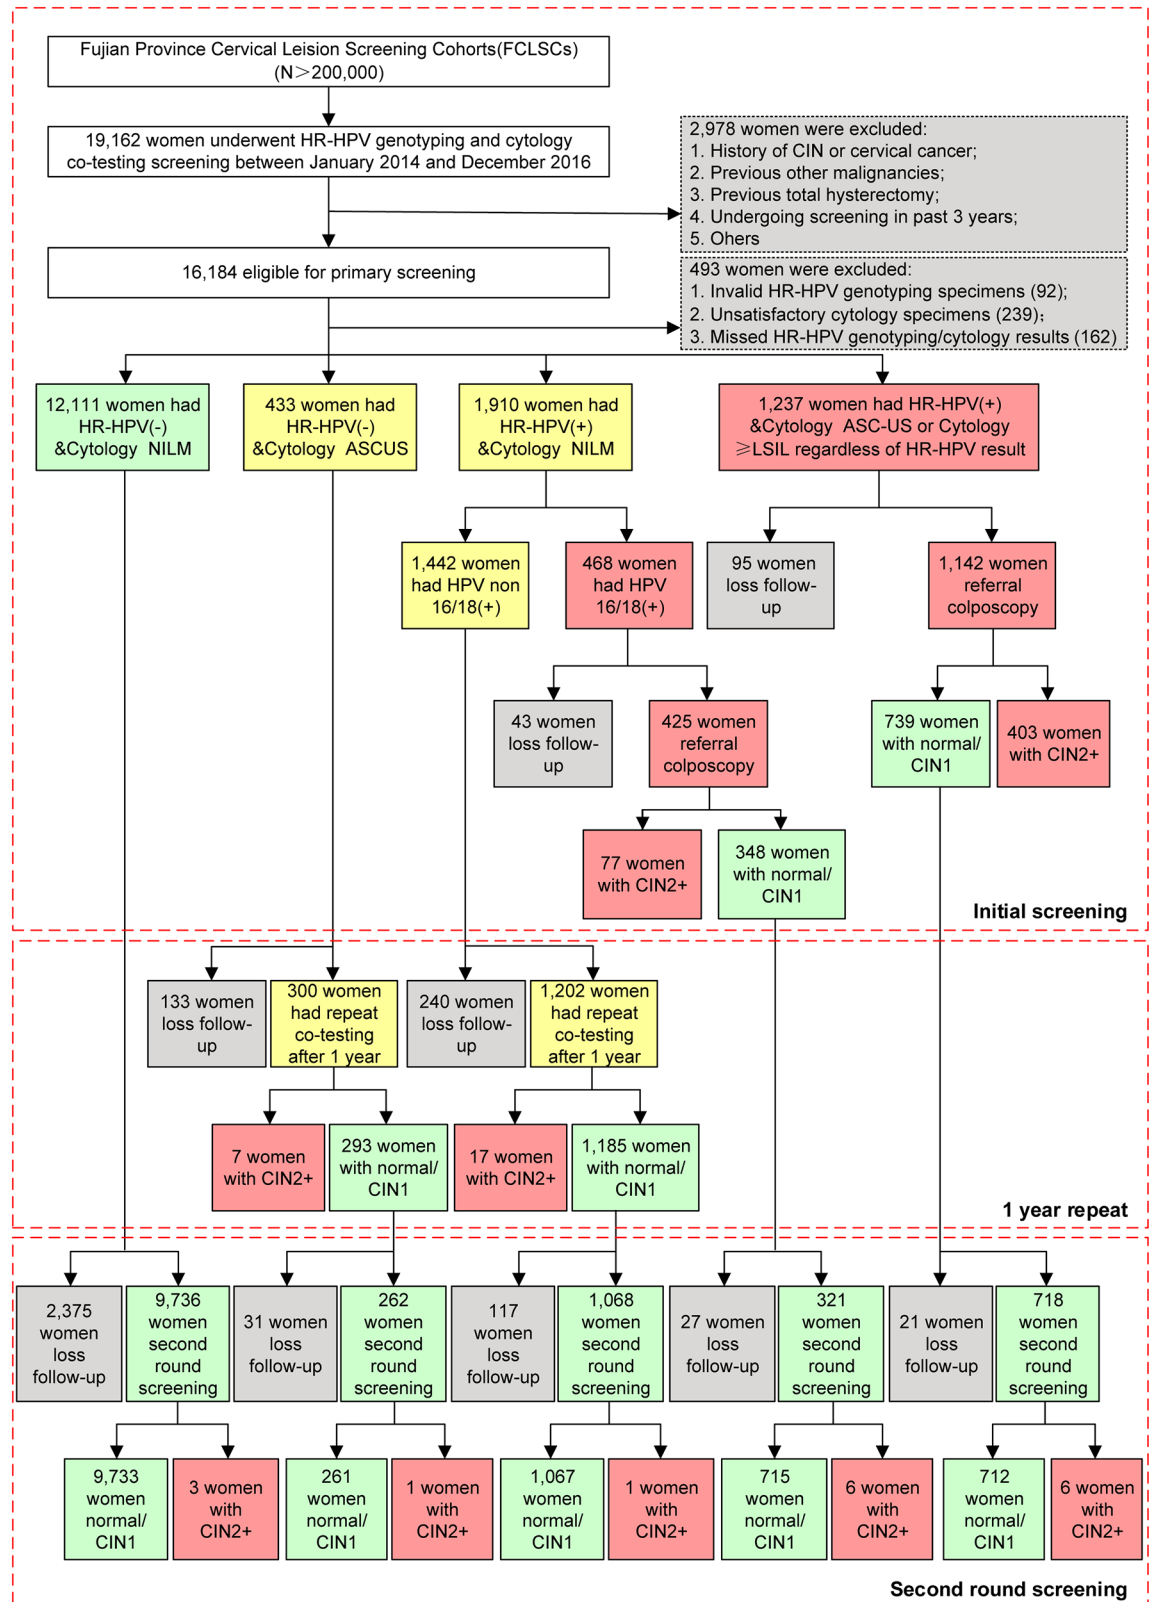 Fujian Province Cervical Leision Screening Cohorts(FCLSCs)
(N＞200,000)
19,162 women underwent HR-HPV genotyping and cytology
co-testing screening between January 2014 and December 2016
2,978 women were excluded:
1. History of CIN or cervical cancer;
2. Previous other malignancies;
3. Previous total hysterectomy;
4. Undergoing screening in past 3 years;
5. Ohers
16,184 eligible for primary screening
493 women were excluded:
1. Invalid HR-HPV genotyping specimens (92);
2. Unsatisfactory cytology specimens (239)；
3. Missed HR-HPV genotyping/cytology results (162)
12,111 women had
HR-HPV(-)
&Cytology NILM
433 women had
HR-HPV(-)
&Cytology ASCUS
1,910 women had
HR-HPV(+)
&Cytology NILM
1,237 women had HR-HPV(+)
&Cytology ASC-US or Cytology
≥LSIL regardless of HR-HPV result
1,442 women
had HPV non
16/18(+)
468 women
had HPV
16/18(+)
95 women
loss follow-
up
1,142 women
referral
colposcopy
43 women
loss follow-
up
425 women
referral
colposcopy
739 women
with normal/
CIN1
403 women
with CIN2+
77 women
with CIN2+
348 women
with normal/
CIN1
Initial screening
133 women
loss follow-
up
300 women
had repeat
co-testing
after 1 year
240 women
loss follow-
up
1,202 women
had repeat
co-testing
after 1 year
7 women
with CIN2+
293 women
with normal/
CIN1
17 women
with CIN2+
1,185 women
with normal/
CIN1
1 year repeat
2,375
women
loss
follow-up
9,736
women
second
round
screening
31 women
loss
follow-up
262
women
second
round
screening
117
women
loss
follow-up
1,068
women
second
round
screening
27 women
loss
follow-up
321
women
second
round
screening
21 women
loss
follow-up
718
women
second
round
screening
9,733
women
normal/
CIN1
3 women
with
CIN2+
261
women
normal/
CIN1
1 women
with
CIN2+
1,067
women
normal/
CIN1
1 women
with
CIN2+
715
women
normal/
CIN1
6 women
with
CIN2+
712
women
normal/
CIN1
6 women
with
CIN2+
Second round screening